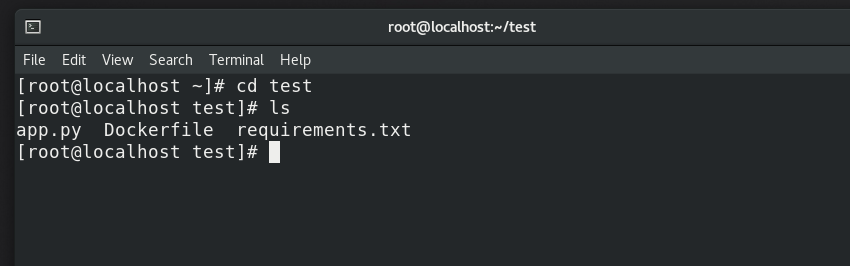 root@localhost:~/test
File Edit View Search Terminal Help
[root@localhost ~]# cd test
[root@localhost test]# ls
app.py  Dockerfile  requirements.txt
[root@localhost test]#